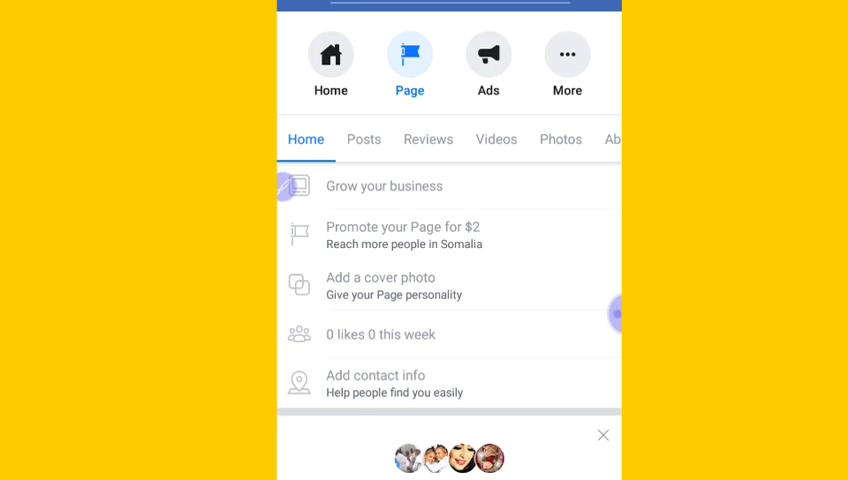 Home Page Ads More
Home Posts Reviews Videos Photos Ab
Grow your business
Promote your Page for $2
Reach more people in Somalia
Add a cover photo
Give your Page personality
0 likes 0 this week
Add contact info
Help people find you easily